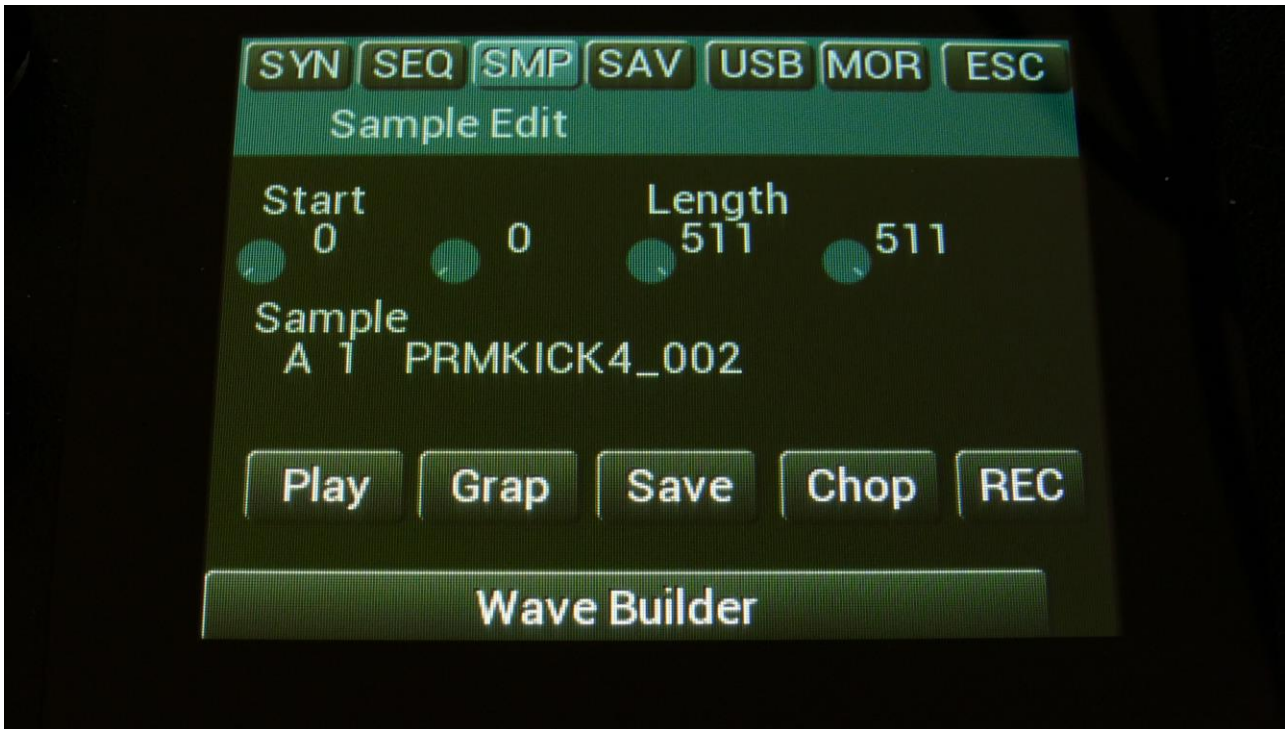 SYN SEQ SMP SAV USB MOR ESC
Sample Edit
Start Length
0 0 511 511
Sample
A 1 PRMKICK4_002
Play Grap Save Chop REC
Wave Builder